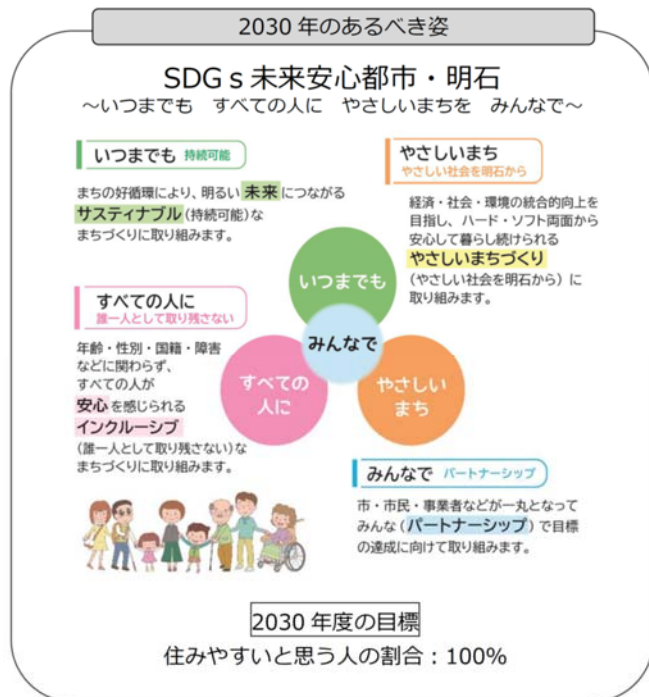 2030 年のあるべき姿
SDGｓ未来安心都市・明石
～いつまでも　すべての人に　やさしいまちを　みんなで～
いつまでも 持続可能
まちの好循環により、明るい未来につながる
サスティナブル(持続可能)な
まちづくりに取り組みます。
やさしいまち
やさしい社会を明石から
経済・社会・環境の統合的向上を
目指し、ハード・ソフト両面から
安心して暮らし続けられる
やさしいまちづくり
(やさしい社会を明石から) に
取り組みます。
すべての人に
誰一人として取り残さない
年齢・性別・国籍・障害
などに関わらず、
すべての人が
安心を感じられる
インクルーシブ
(誰一人として取り残さない)な
まちづくりに取り組みます。
いつまでも
みんなで
すべての
人に
やさしい
まち
みんなで パートナーシップ
市・市民・事業者などが一丸となって
みんな(パートナーシップ)で目標
の達成に向けて取り組みます。
2030 年度の目標
住みやすいと思う人の割合：100%